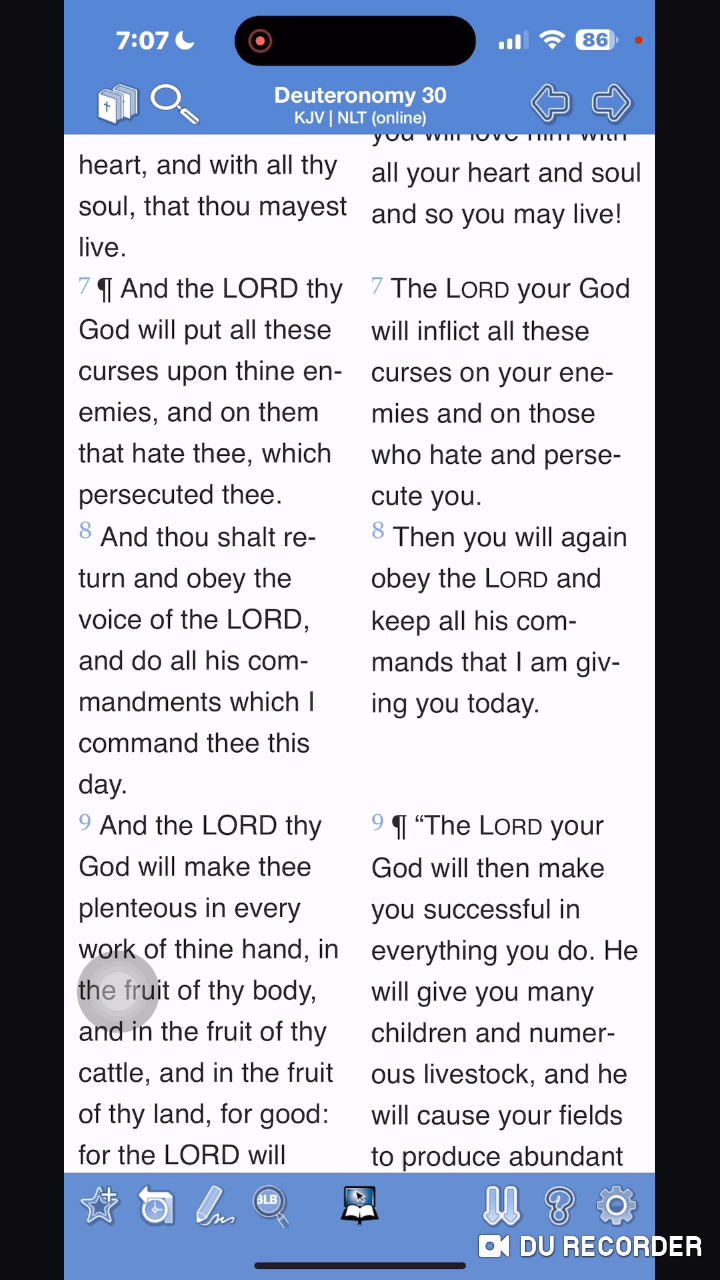 7:07
86
Deuteronomy 30
KJV | NLT (online)
heart, and with all thy
soul, that thou mayest
live.
7 ¶ And the LORD thy
God will put all these
curses upon thine en-
emies, and on them
that hate thee, which
persecuted thee.
8 And thou shalt re-
turn and obey the
voice of the LORD,
and do all his com-
mandments which I
command thee this
day.
9 And the LORD thy
God will make thee
plenteous in every
work of thine hand, in
the fruit of thy body,
and in the fruit of thy
cattle, and in the fruit
of thy land, for good:
for the LORD will
you will love him with
all your heart and soul
and so you may live!
7 The LORD your God
will inflict all these
curses on your ene-
mies and on those
who hate and perse-
cute you.
8 Then you will again
obey the LORD and
keep all his com-
mands that I am giv-
ing you today.
9 ¶ “The LORD your
God will then make
you successful in
everything you do. He
will give you many
children and numer-
ous livestock, and he
will cause your fields
to produce abundant
BLB
DU RECORDER